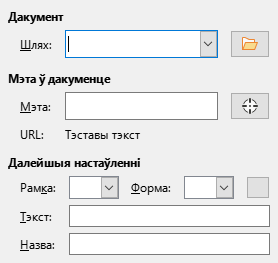 Дакумент
Шлях:
Мэта ў дакуменце
Мэта:
URL: Тэставы тэкст
Далейшыя настаўленні
Рамка: Форма:
Тэкст:
Назва: